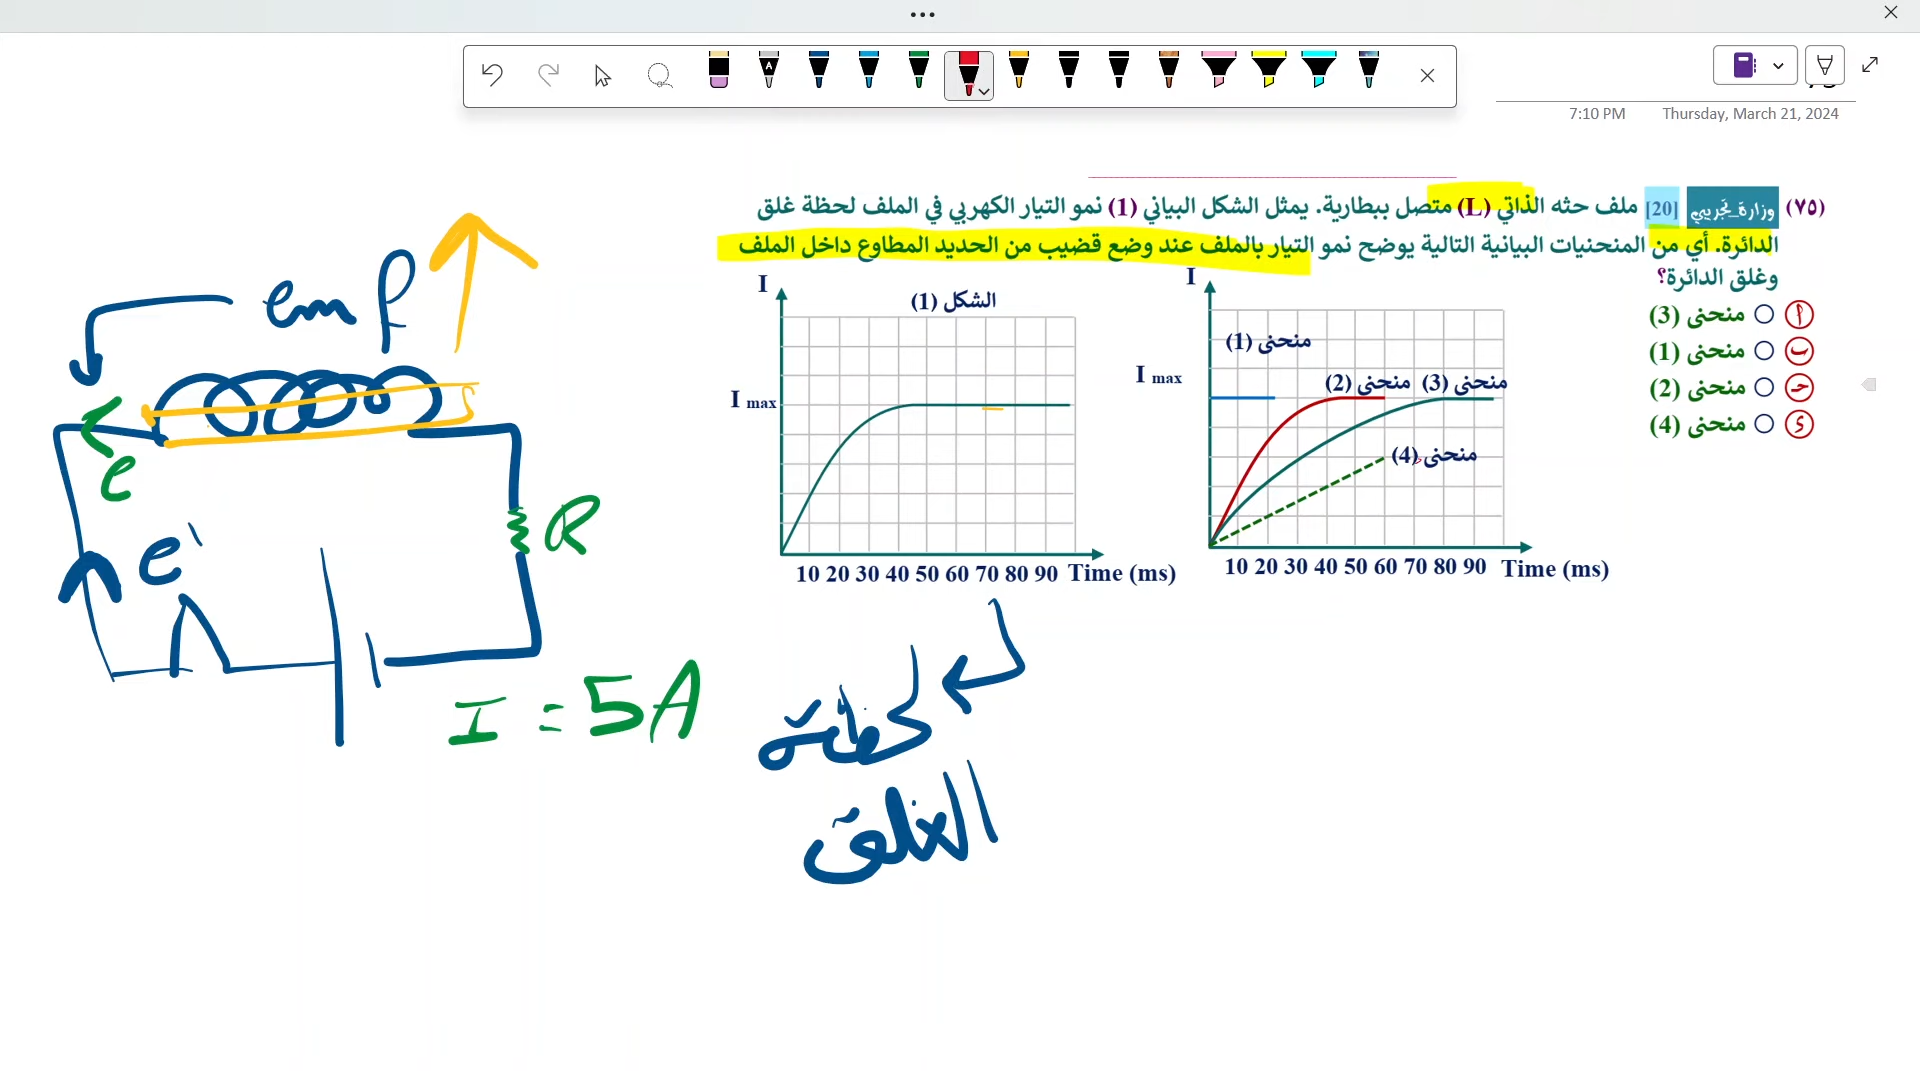 7:10 PM Thursday, March 21, 2024
(٧٥) وزارة_تجريبي [20] ملف حثه الذاتي (L) متصل ببطارية. يمثل الشكل البياني (1) نمو التيار الكهربي في الملف لحظة غلق
الدائرة. أي من المنحنيات البيانية التالية يوضح نمو التيار بالملف عند وضع قضيب من الحديد المطاوع داخل الملف
وغلق الدائرة؟
أ منحنى (3)
ب منحنى (1)
حـ منحنى (2)
د منحنى (4)
I
الشكل (1)
I max
10 20 30 40 50 60 70 80 90 Time (ms)
I
منحنى (1)
I max
منحنى (2) منحنى (3)
منحنى (4)
10 20 30 40 50 60 70 80 90 Time (ms)
emf
e
R
e'
I = 5A
لحظة
الغلق